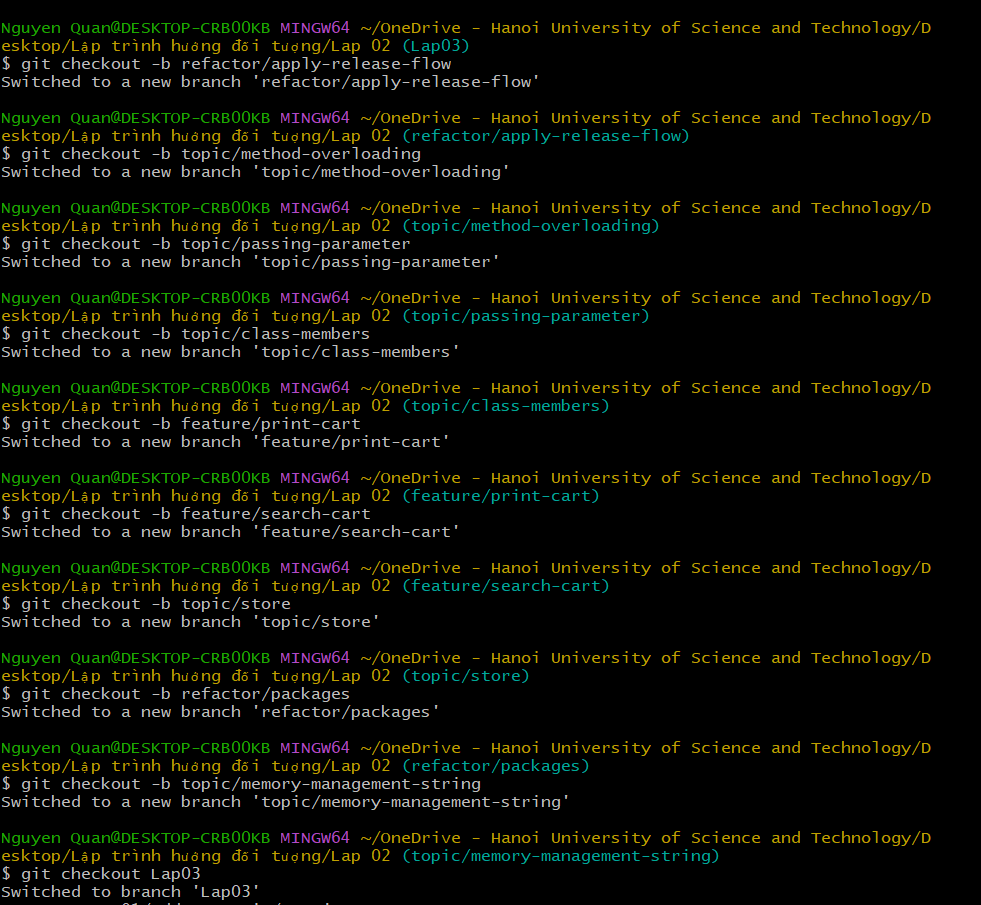 Nguyen Quan@DESKTOP-CRB00KB MINGW64 ~/OneDrive - Hanoi University of Science and Technology/D
esktop/Lập trình hướng đối tượng/Lap 02 (Lap03)
$ git checkout -b refactor/apply-release-flow
Switched to a new branch 'refactor/apply-release-flow'
Nguyen Quan@DESKTOP-CRB00KB MINGW64 ~/OneDrive - Hanoi University of Science and Technology/D
esktop/Lập trình hướng đối tượng/Lap 02 (refactor/apply-release-flow)
$ git checkout -b topic/method-overloading
Switched to a new branch 'topic/method-overloading'
Nguyen Quan@DESKTOP-CRB00KB MINGW64 ~/OneDrive - Hanoi University of Science and Technology/D
esktop/Lập trình hướng đối tượng/Lap 02 (topic/method-overloading)
$ git checkout -b topic/passing-parameter
Switched to a new branch 'topic/passing-parameter'
Nguyen Quan@DESKTOP-CRB00KB MINGW64 ~/OneDrive - Hanoi University of Science and Technology/D
esktop/Lập trình hướng đối tượng/Lap 02 (topic/passing-parameter)
$ git checkout -b topic/class-members
Switched to a new branch 'topic/class-members'
Nguyen Quan@DESKTOP-CRB00KB MINGW64 ~/OneDrive - Hanoi University of Science and Technology/D
esktop/Lập trình hướng đối tượng/Lap 02 (topic/class-members)
$ git checkout -b feature/print-cart
Switched to a new branch 'feature/print-cart'
Nguyen Quan@DESKTOP-CRB00KB MINGW64 ~/OneDrive - Hanoi University of Science and Technology/D
esktop/Lập trình hướng đối tượng/Lap 02 (feature/print-cart)
$ git checkout -b feature/search-cart
Switched to a new branch 'feature/search-cart'
Nguyen Quan@DESKTOP-CRB00KB MINGW64 ~/OneDrive - Hanoi University of Science and Technology/D
esktop/Lập trình hướng đối tượng/Lap 02 (feature/search-cart)
$ git checkout -b topic/store
Switched to a new branch 'topic/store'
Nguyen Quan@DESKTOP-CRB00KB MINGW64 ~/OneDrive - Hanoi University of Science and Technology/D
esktop/Lập trình hướng đối tượng/Lap 02 (topic/store)
$ git checkout -b refactor/packages
Switched to a new branch 'refactor/packages'
Nguyen Quan@DESKTOP-CRB00KB MINGW64 ~/OneDrive - Hanoi University of Science and Technology/D
esktop/Lập trình hướng đối tượng/Lap 02 (refactor/packages)
$ git checkout -b topic/memory-management-string
Switched to a new branch 'topic/memory-management-string'
Nguyen Quan@DESKTOP-CRB00KB MINGW64 ~/OneDrive - Hanoi University of Science and Technology/D
esktop/Lập trình hướng đối tượng/Lap 02 (topic/memory-management-string)
$ git checkout Lap03
Switched to branch 'Lap03'